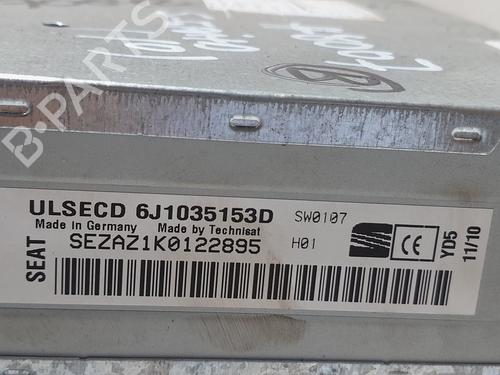 B-PARTS
ULSECD 6J1035153D SW0107
Made in Germany Made by Technisat
SEZAZ1K0122895 H01
SEAT
CE
YD5
11/10